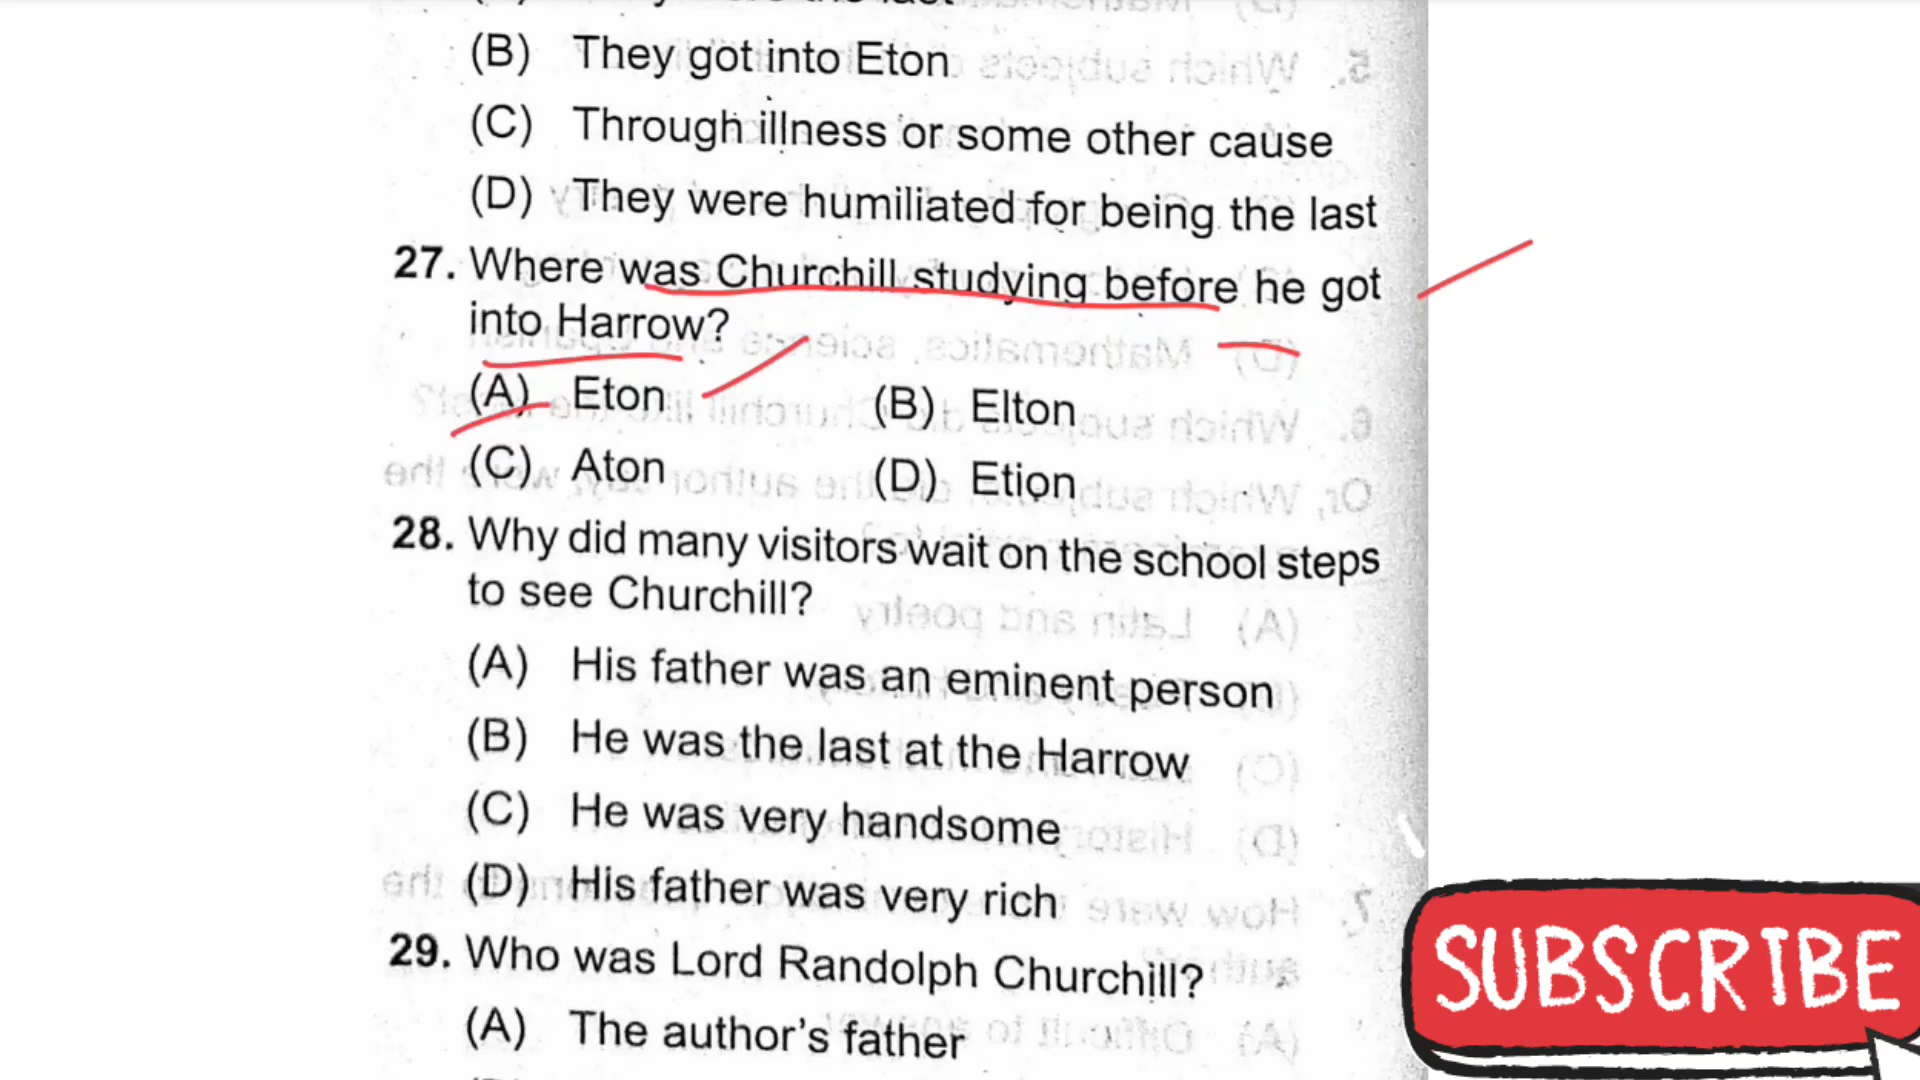 (B) They got into Eton
(C) Through illness or some other cause
(D) They were humiliated for being the last
27. Where was Churchill studying before he got
into Harrow?
(A) Eton (B) Elton
(C) Aton (D) Etion
28. Why did many visitors wait on the school steps
to see Churchill?
(A) His father was an eminent person
(B) He was the last at the Harrow
(C) He was very handsome
(D) His father was very rich
29. Who was Lord Randolph Churchill?
(A) The author's father
SUBSCRIBE